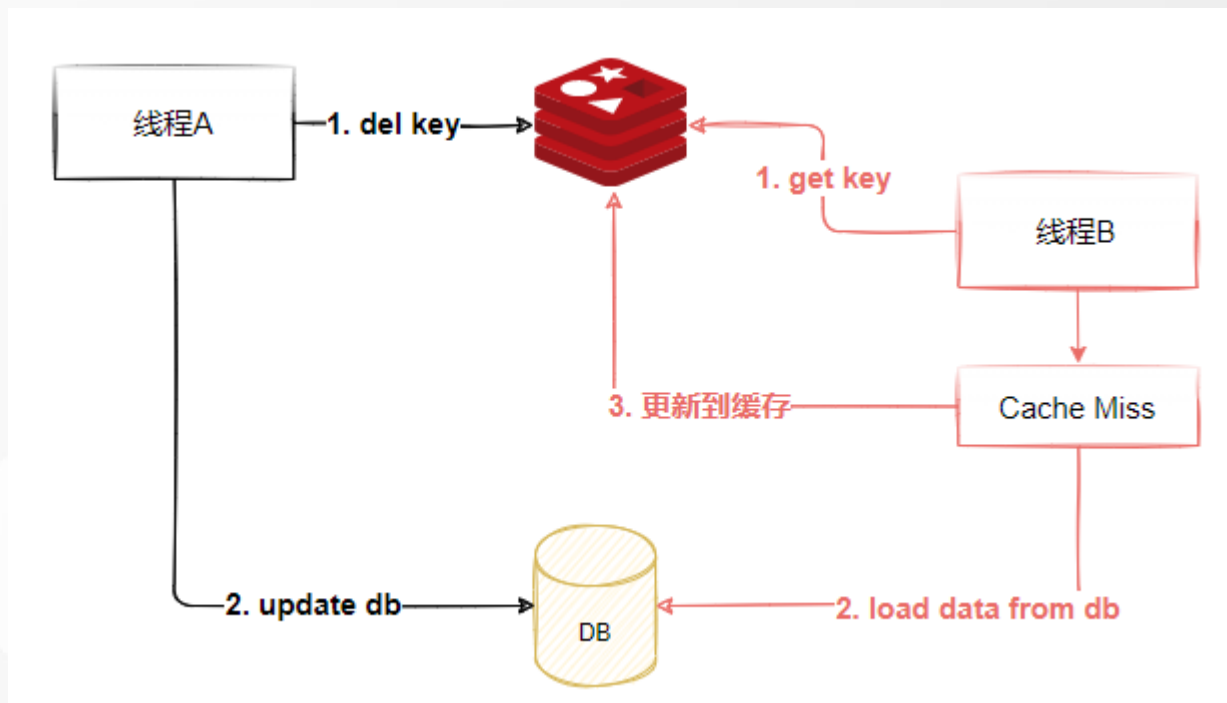 线程A
1. del key
1. get key
线程B
Cache Miss
3. 更新到缓存
2. update db
2. load data from db
DB